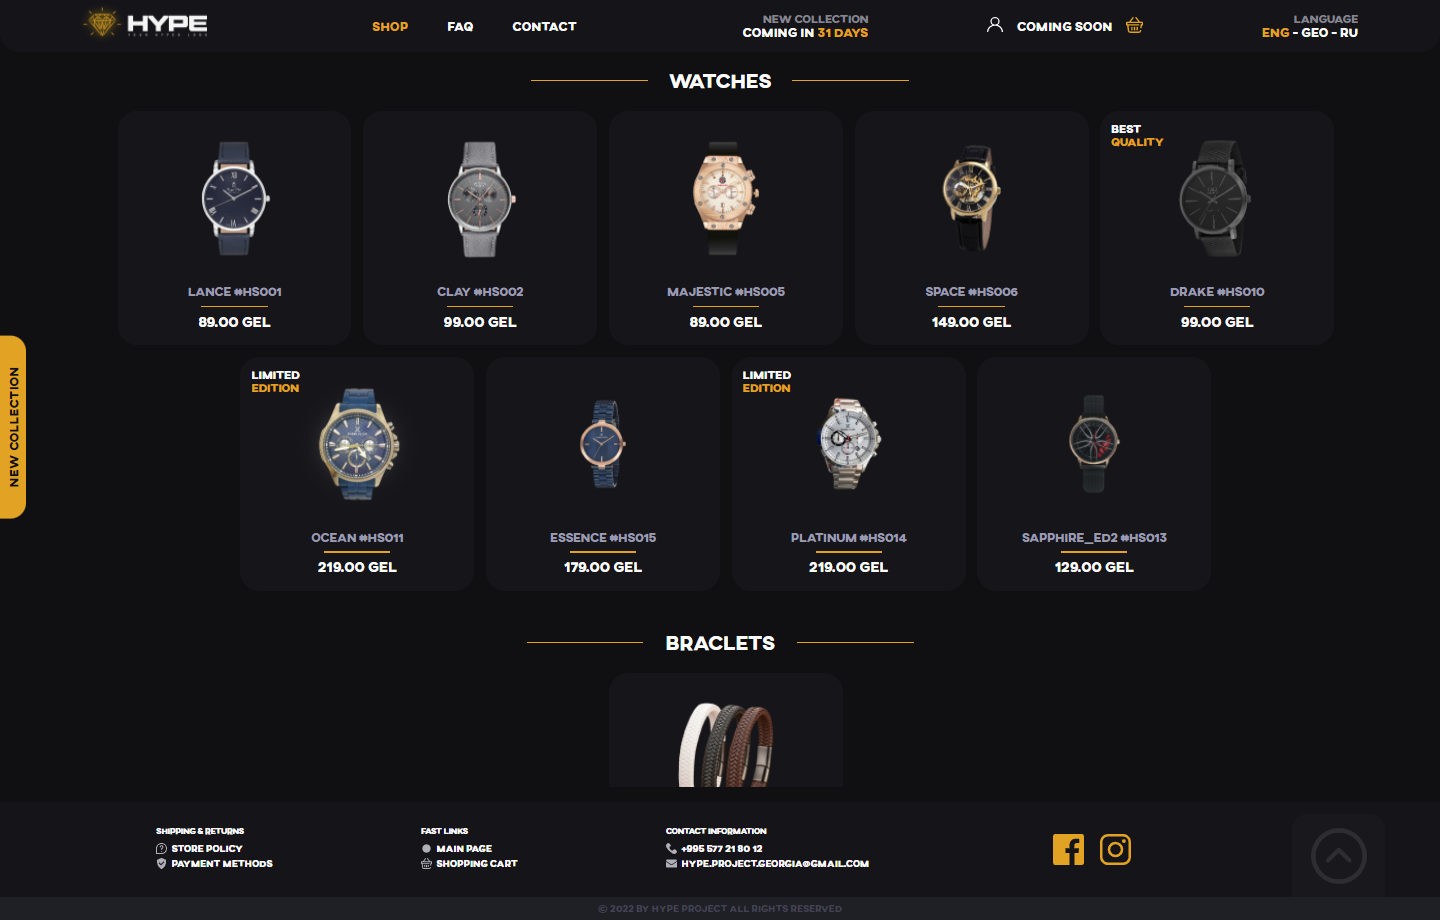 HYPE
SHOP
FAQ
CONTACT
NEW COLLECTION
COMING IN 31 DAYS
COMING SOON
LANGUAGE
ENG - GEO - RU
WATCHES
LANCE #HS001
89.00 GEL
CLAY #HS002
99.00 GEL
MAJESTIC #HS005
89.00 GEL
SPACE #HS006
149.00 GEL
BEST
QUALITY
DRAKE #HS010
99.00 GEL
NEW COLLECTION
LIMITED
EDITION
OCEAN #HS011
219.00 GEL
ESSENCE #HS015
179.00 GEL
LIMITED
EDITION
PLATINUM #HS014
219.00 GEL
SAPPHIRE_ED2 #HS013
129.00 GEL
BRACLETS
SHIPPING & RETURNS
STORE POLICY
PAYMENT METHODS
FAST LINKS
MAIN PAGE
SHOPPING CART
CONTACT INFORMATION
+995 577 21 80 12
HYPE.PROJECT.GEORGIA@GMAIL.COM
© 2022 BY HYPE PROJECT ALL RIGHTS RESERVED